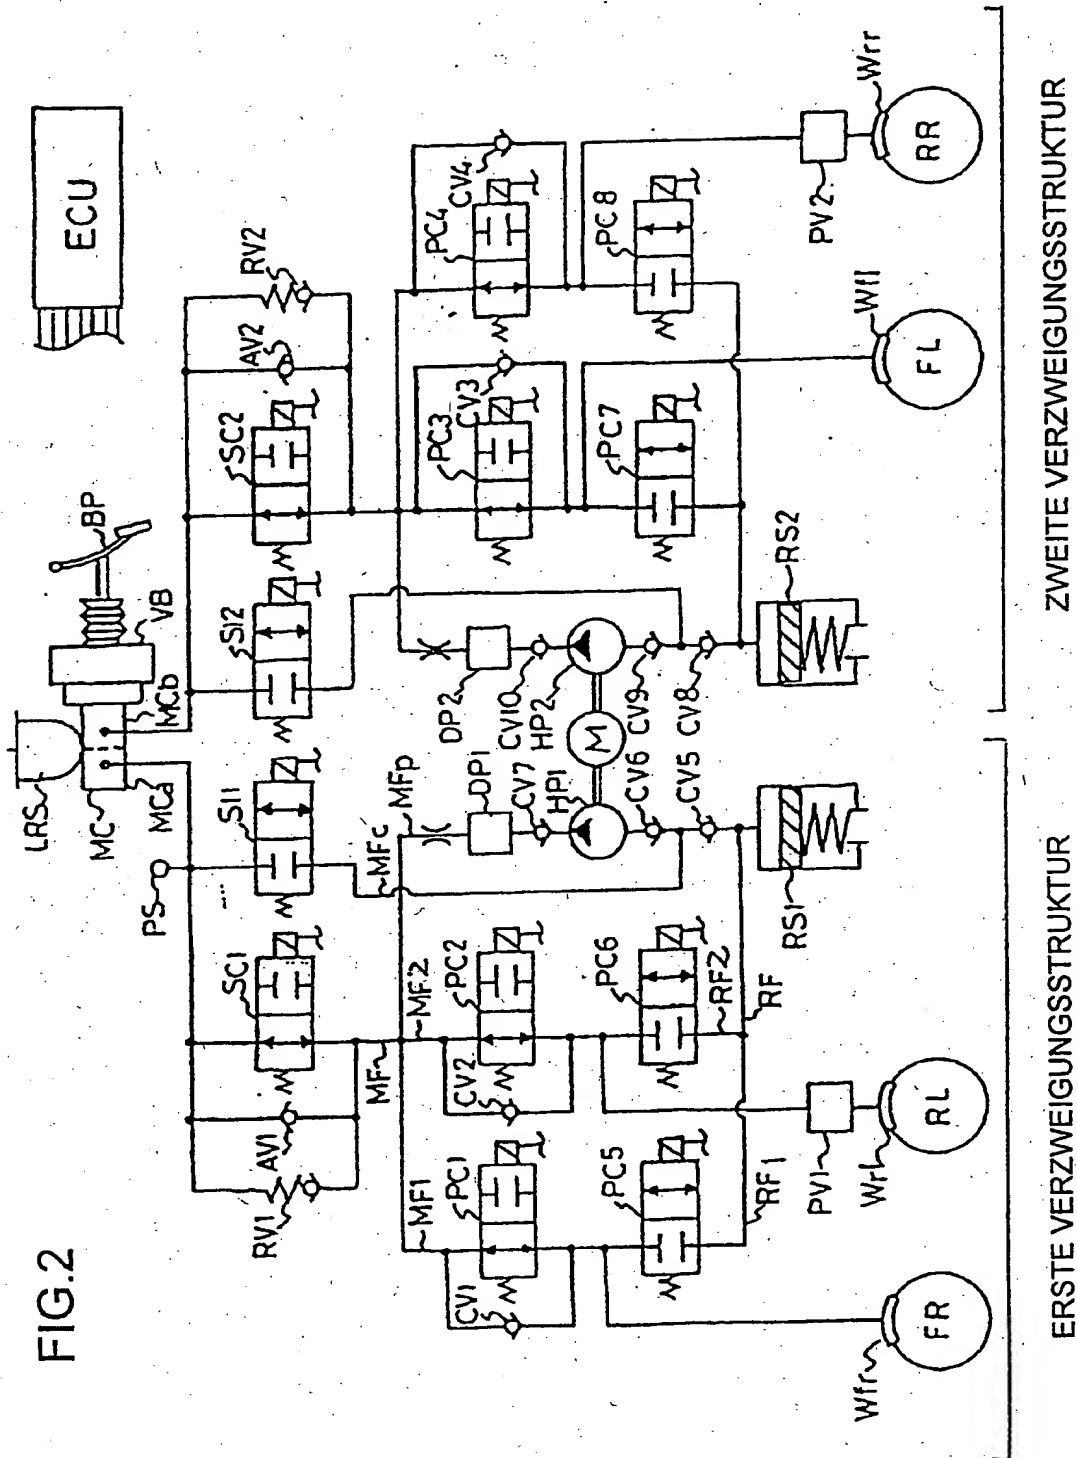 FIG.2
ECU
BP
VB
LRS
MC
MCa
MCb
PS
RV1
AV1
SC1
SI1
SI2
SC2
AV2
RV2
MF
MF1
MF2
MFc
MFp
CV1
PC1
CV2
PC2
DP1
DP2
PC3
CV3
PC4
CV4
CV7
CV10
HP1
HP2
M
PC5
PC6
CV6
CV9
PC7
PC8
CV5
CV8
RF1
RF2
RF
RS1
RS2
PV1
PV2
Wfr
Wrl
Wfl
Wrr
FR
RL
FL
RR
ERSTE VERZWEIGUNGSSTRUKTUR
ZWEITE VERZWEIGUNGSSTRUKTUR